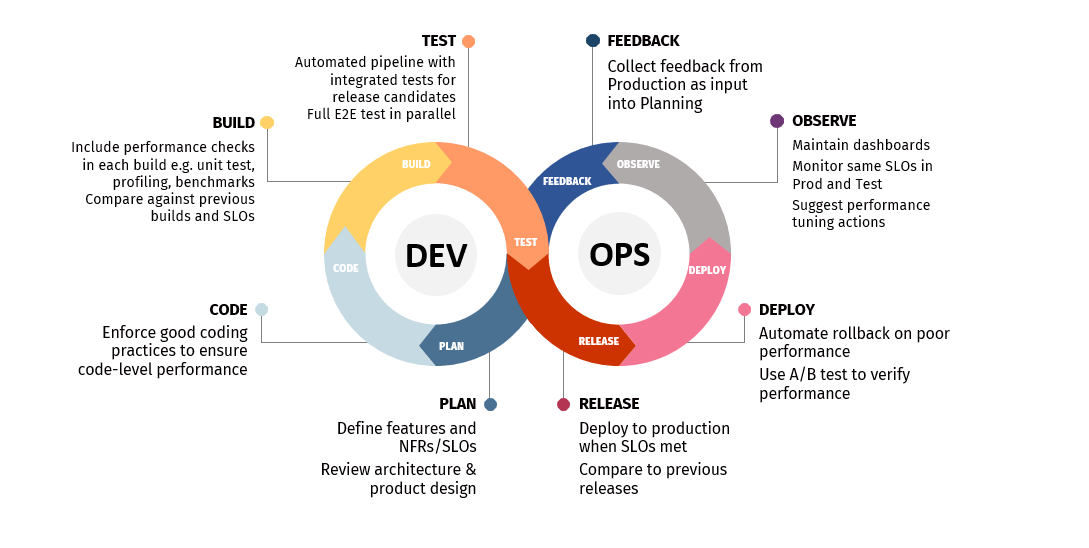 TEST
Automated pipeline with
integrated tests for
release candidates
Full E2E test in parallel
FEEDBACK
Collect feedback from
Production as input
into Planning
BUILD
Include performance checks
in each build e.g. unit test,
profiling, benchmarks
Compare against previous
builds and SLOs
OBSERVE
Maintain dashboards
Monitor same SLOs in
Prod and Test
Suggest performance
tuning actions
BUILD
TEST
CODE
PLAN
DEV
FEEDBACK
OBSERVE
DEPLOY
RELEASE
OPS
CODE
Enforce good coding
practices to ensure
code-level performance
DEPLOY
Automate rollback on poor
performance
Use A/B test to verify
performance
PLAN
Define features and
NFRs/SLOs
Review architecture &
product design
RELEASE
Deploy to production
when SLOs met
Compare to previous
releases